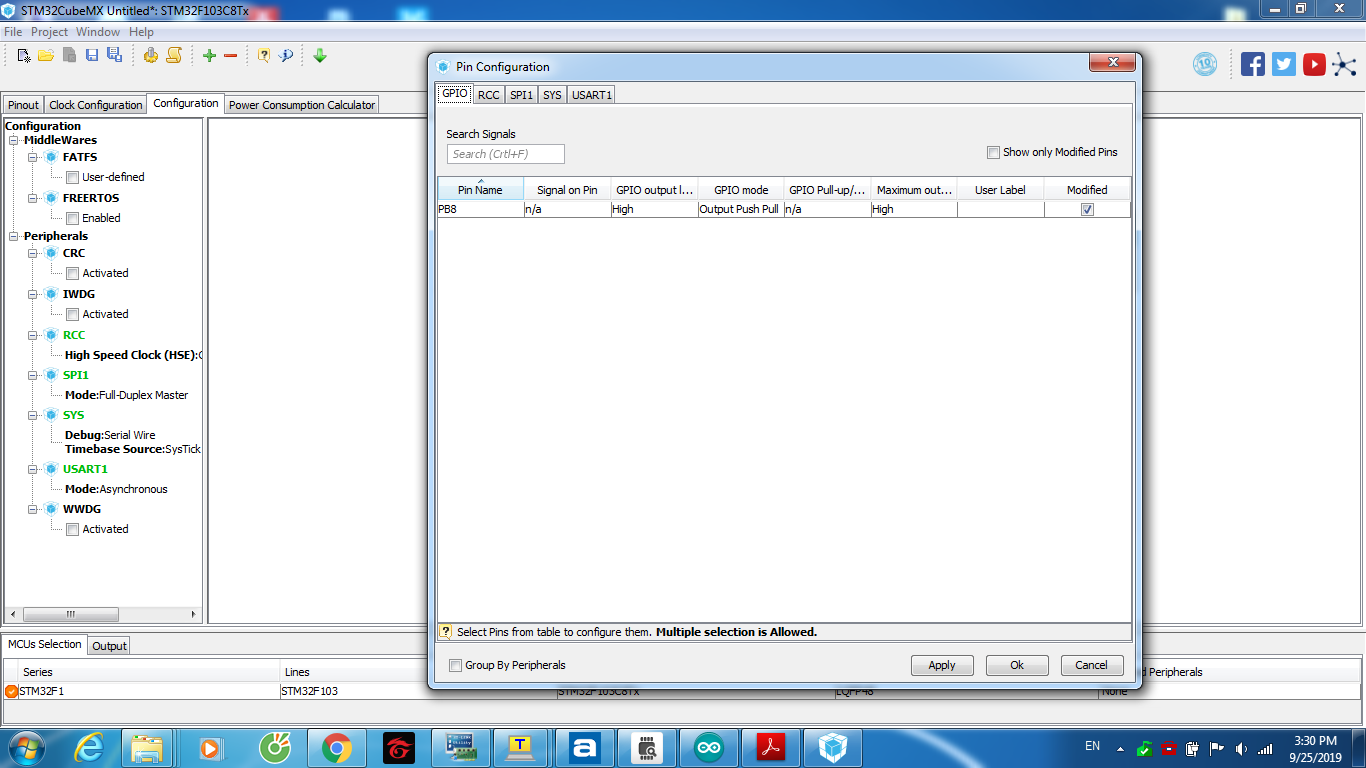 STM32CubeMX Untitled*: STM32F103C8Tx
File Project Window Help
Pinout Clock Configuration Configuration Power Consumption Calculator
Configuration
MiddleWares
FATFS
User-defined
FREERTOS
Enabled
Peripherals
CRC
Activated
IWDG
Activated
RCC
High Speed Clock (HSE):
SPI1
Mode:Full-Duplex Master
SYS
Debug:Serial Wire
Timebase Source:SysTick
USART1
Mode:Asynchronous
WWDG
Activated
Pin Configuration
GPIO RCC SPI1 SYS USART1
Search Signals
Search (Crtl+F)
Show only Modified Pins
Pin Name Signal on Pin GPIO output l... GPIO mode GPIO Pull-up/... Maximum out... User Label Modified
PB8 n/a High Output Push Pull n/a High
Select Pins from table to configure them. Multiple selection is Allowed.
Group By Peripherals
Apply Ok Cancel
MCUs Selection Output
Series Lines Peripherals
STM32F1 STM32F103 STM32F103C8Tx LQFP48 None
EN
3:30 PM
9/25/2019